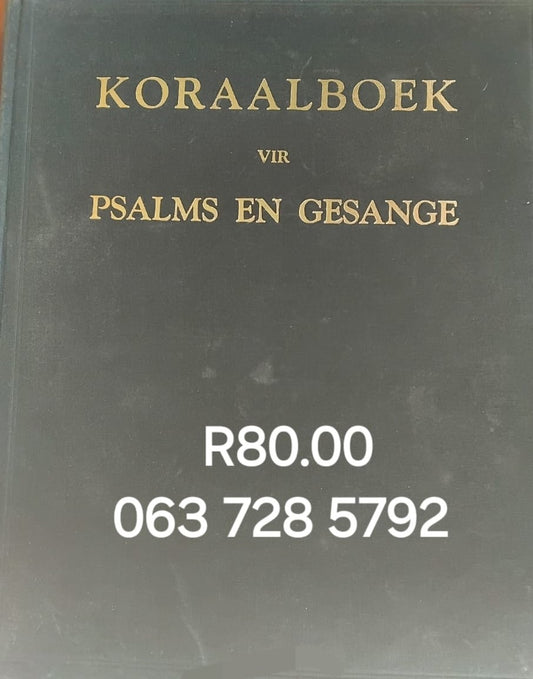 KORAALBOEK
VIR
PSALMS EN GESANGE
R80.00
063 728 5792